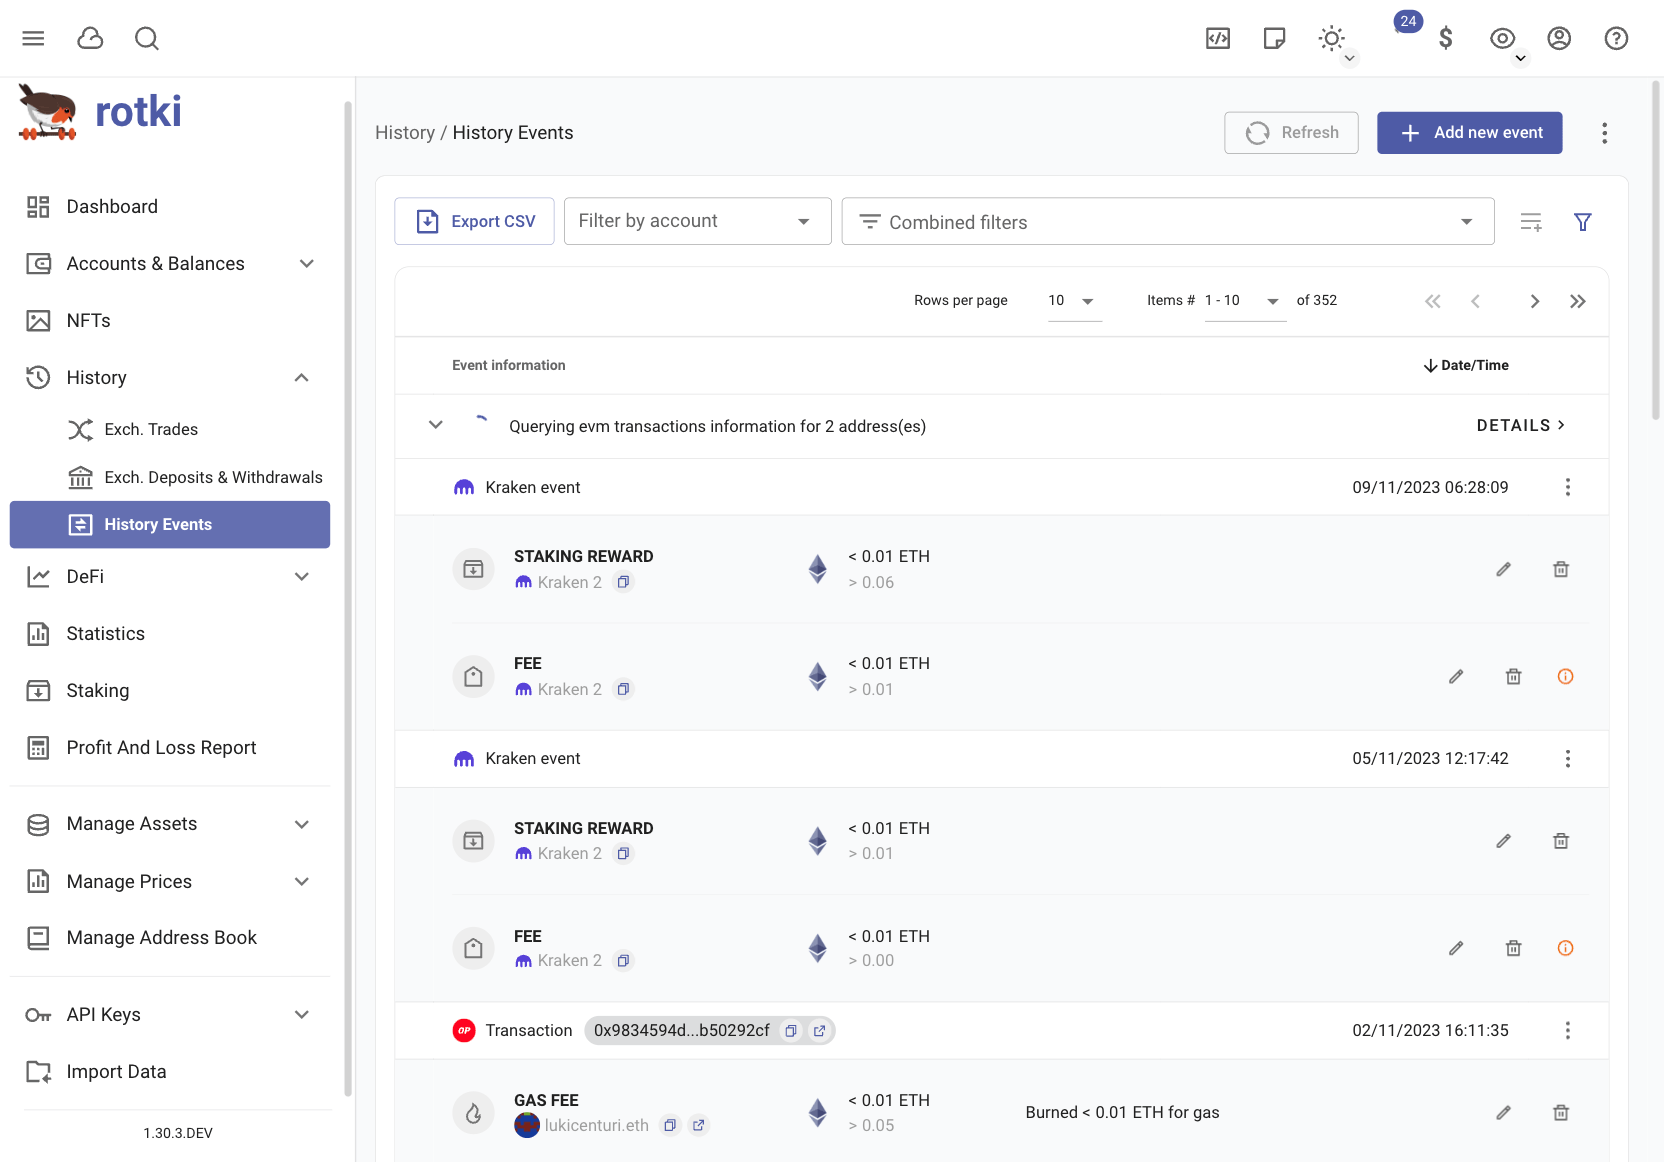 24
rotki
Dashboard
Accounts & Balances
NFTs
History
Exch. Trades
Exch. Deposits & Withdrawals
History Events
DeFi
Statistics
Staking
Profit And Loss Report
Manage Assets
Manage Prices
Manage Address Book
API Keys
Import Data
1.30.3.DEV
History / History Events
Refresh
Add new event
Export CSV
Filter by account
Combined filters
Rows per page 10 Items # 1 - 10 of 352
Event information Date/Time
Querying evm transactions information for 2 address(es) DETAILS
Kraken event 09/11/2023 06:28:09
STAKING REWARD < 0.01 ETH
Kraken 2 > 0.06
FEE < 0.01 ETH
Kraken 2 > 0.01
Kraken event 05/11/2023 12:17:42
STAKING REWARD < 0.01 ETH
Kraken 2 > 0.01
FEE < 0.01 ETH
Kraken 2 > 0.00
OP Transaction 0x9834594d...b50292cf 02/11/2023 16:11:35
GAS FEE < 0.01 ETH Burned < 0.01 ETH for gas
lukicenturi.eth > 0.05